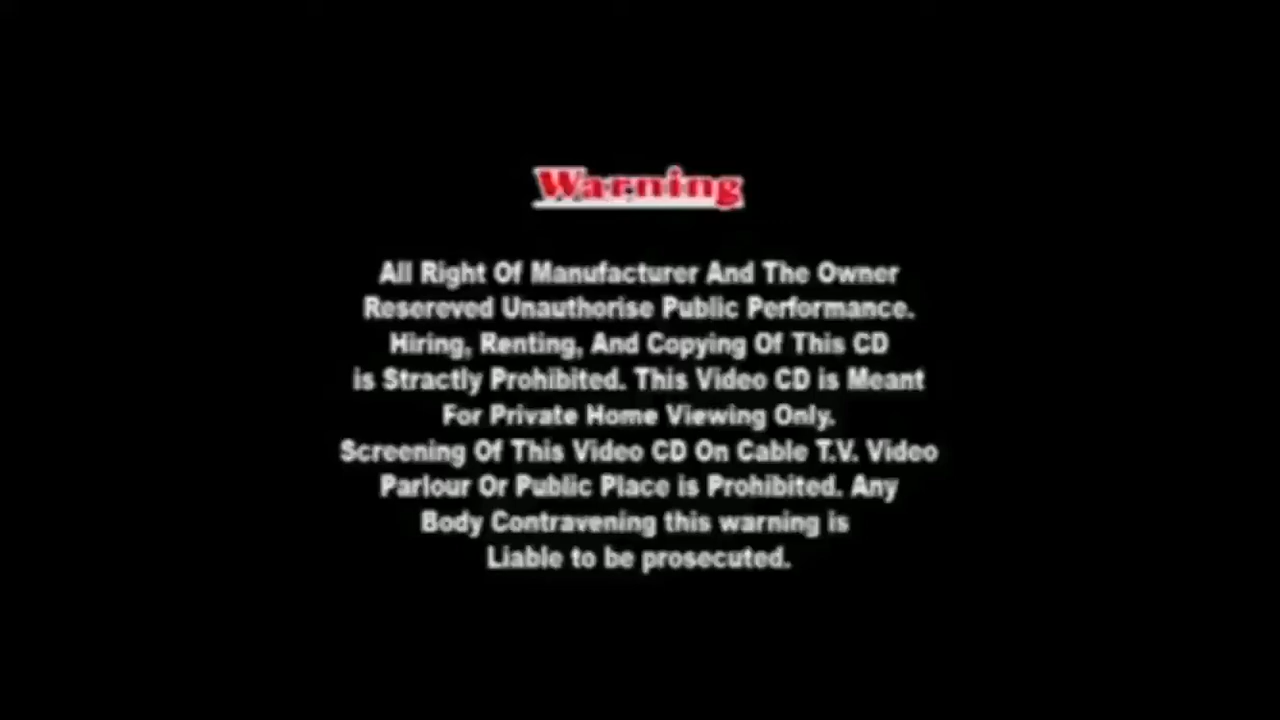 Warning
All Right Of Manufacturer And The Owner
Resereved Unauthorise Public Performance.
Hiring, Renting, And Copying Of This CD
is Stractly Prohibited. This Video CD is Meant
For Private Home Viewing Only.
Screening Of This Video CD On Cable T.V. Video
Parlour Or Public Place is Prohibited. Any
Body Contravening this warning is
Liable to be prosecuted.